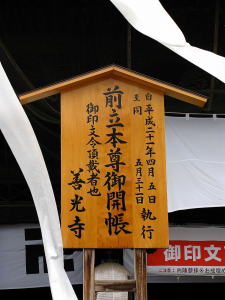 自平成二十一年四月五日
至同　　　　　五月三十一日
執行
前立本尊御開帳
御印文令頂戴者也
善光寺
御印文